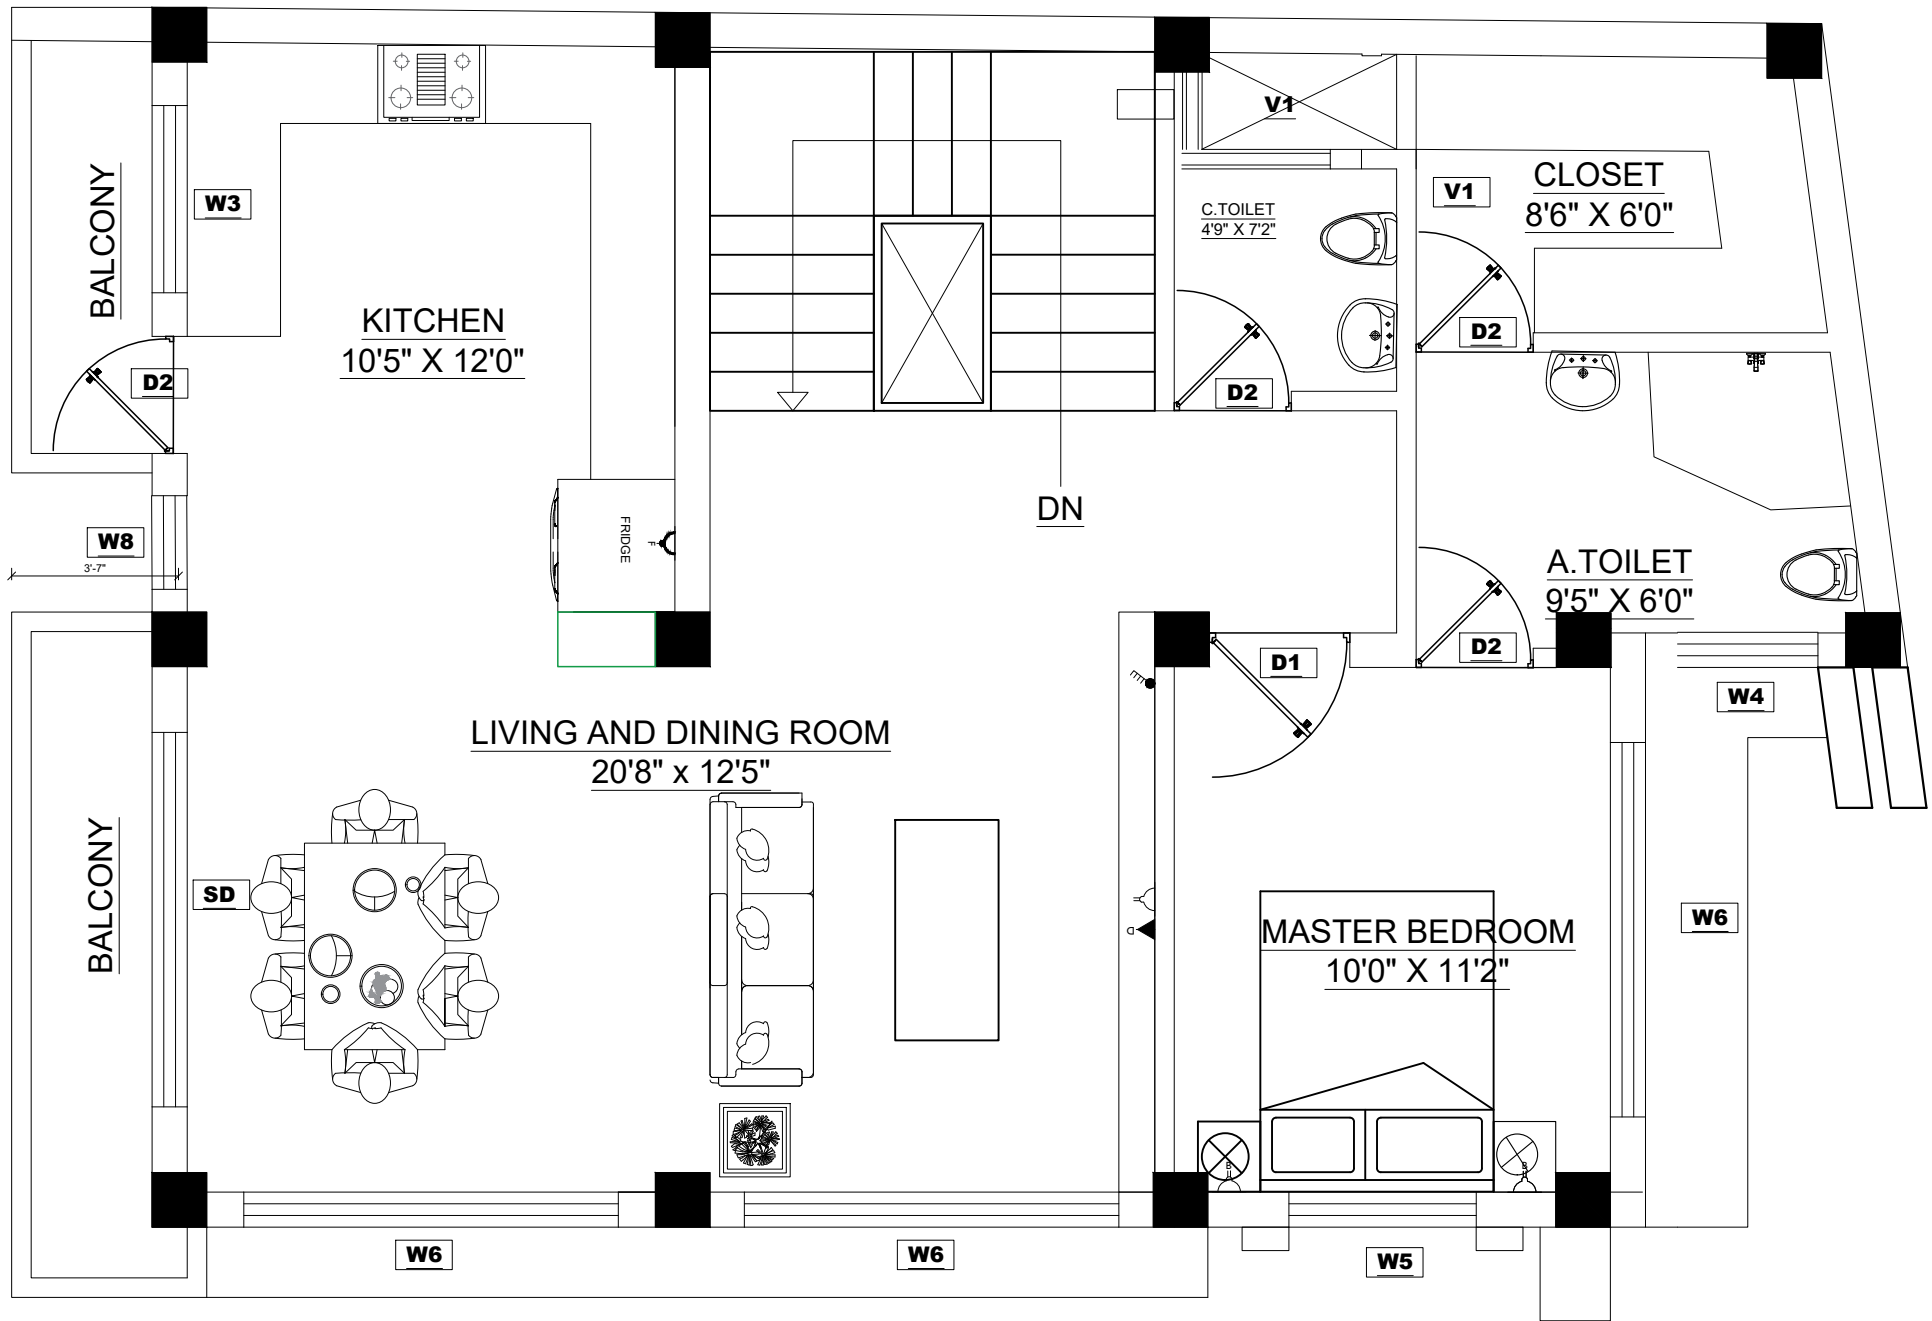 V1
BALCONY
W3
V1
CLOSET
8'6" X 6'0"
C.TOILET
4'9" X 7'2"
KITCHEN
10'5" X 12'0"
D2
D2
D2
DN
W8
3'-7"
FRIDGE
F
A.TOILET
9'5" X 6'0"
D1
D2
W4
LIVING AND DINING ROOM
20'8" x 12'5"
BALCONY
SD
D
MASTER BEDROOM
10'0" X 11'2"
W6
B
B
W6
W6
W5